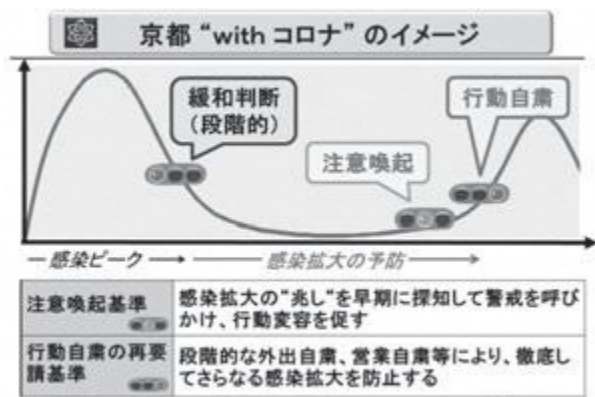 京都 “with コロナ” のイメージ
緩和判断
（段階的）
行動自粛
注意喚起
感染ピーク
感染拡大の予防
注意喚起基準
感染拡大の“兆し”を早期に探知して警戒を呼び
かけ、行動変容を促す
行動自粛の再要
請基準
段階的な外出自粛、営業自粛等により、徹底し
てさらなる感染拡大を防止する